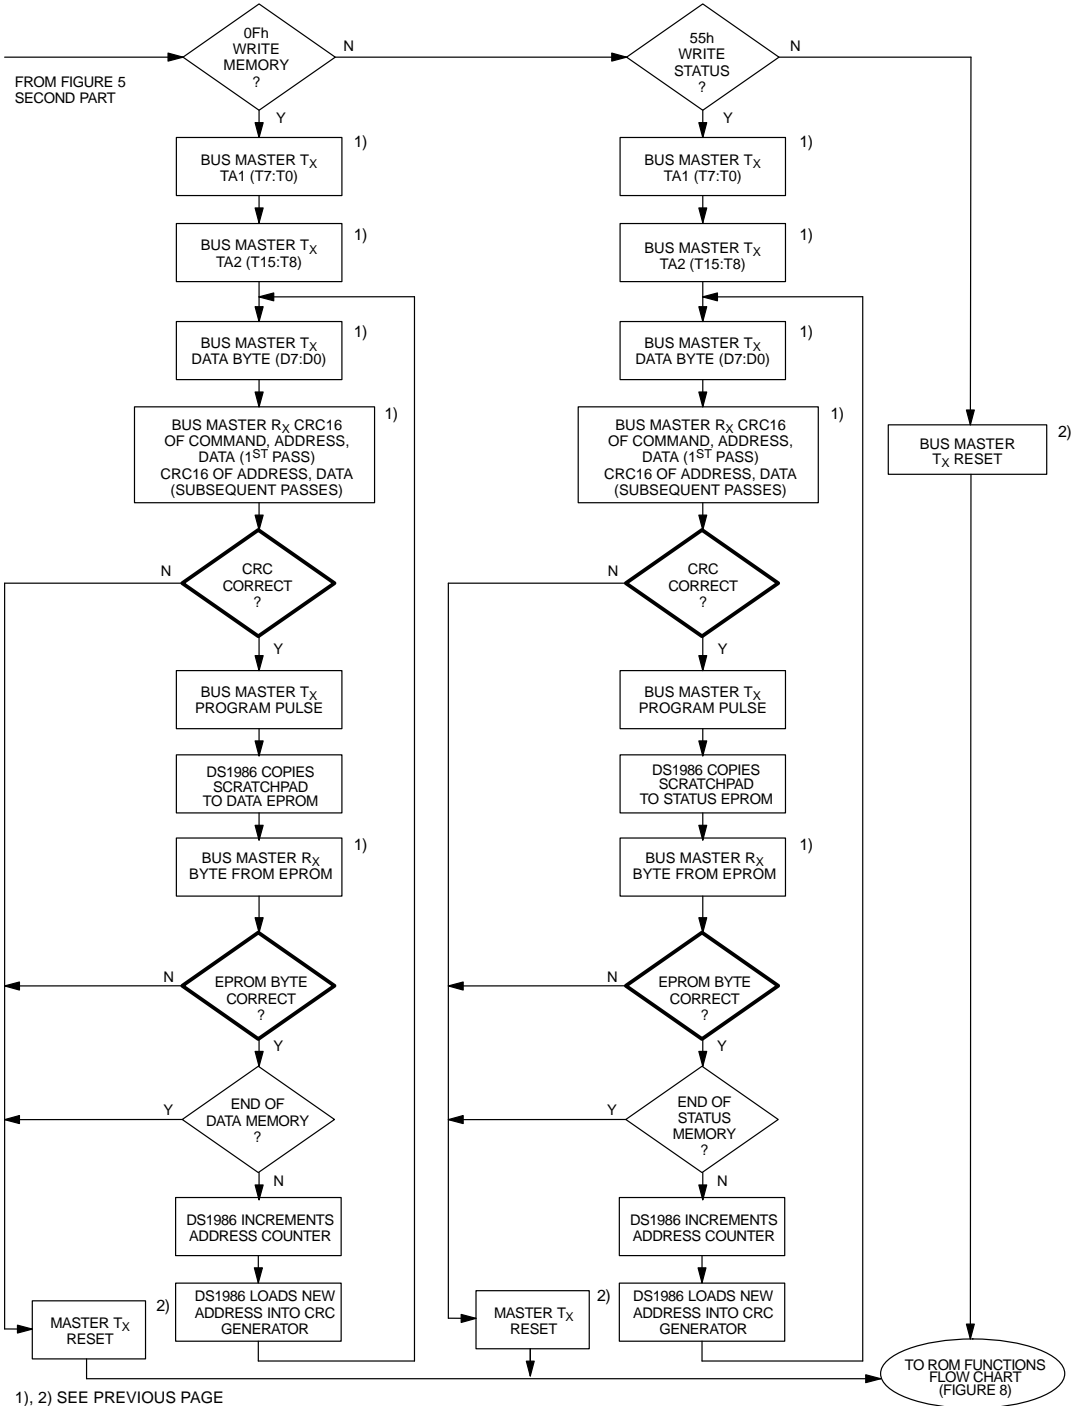 0Fh
WRITE
MEMORY
?
N
Y
FROM FIGURE 5
SECOND PART
55h
WRITE
STATUS
?
N
Y
BUS MASTER TX
TA1 (T7:T0)
1)
BUS MASTER TX
TA2 (T15:T8)
1)
BUS MASTER TX
DATA BYTE (D7:D0)
1)
BUS MASTER RX CRC16
OF COMMAND, ADDRESS,
DATA (1ST PASS)
CRC16 OF ADDRESS, DATA
(SUBSEQUENT PASSES)
1)
CRC
CORRECT
?
N
Y
BUS MASTER TX
PROGRAM PULSE
DS1986 COPIES
SCRATCHPAD
TO DATA EPROM
BUS MASTER RX
BYTE FROM EPROM
1)
EPROM BYTE
CORRECT
?
N
Y
END OF
DATA MEMORY
?
Y
N
DS1986 INCREMENTS
ADDRESS COUNTER
DS1986 LOADS NEW
ADDRESS INTO CRC
GENERATOR
MASTER TX
RESET
2)
BUS MASTER TX
TA1 (T7:T0)
1)
BUS MASTER TX
TA2 (T15:T8)
1)
BUS MASTER TX
DATA BYTE (D7:D0)
1)
BUS MASTER RX CRC16
OF COMMAND, ADDRESS,
DATA (1ST PASS)
CRC16 OF ADDRESS, DATA
(SUBSEQUENT PASSES)
1)
CRC
CORRECT
?
N
Y
BUS MASTER TX
PROGRAM PULSE
DS1986 COPIES
SCRATCHPAD
TO STATUS EPROM
BUS MASTER RX
BYTE FROM EPROM
1)
EPROM BYTE
CORRECT
?
N
Y
END OF
STATUS
MEMORY
?
Y
N
DS1986 INCREMENTS
ADDRESS COUNTER
DS1986 LOADS NEW
ADDRESS INTO CRC
GENERATOR
MASTER TX
RESET
2)
BUS MASTER
TX RESET
2)
TO ROM FUNCTIONS
FLOW CHART
(FIGURE 8)
1), 2) SEE PREVIOUS PAGE